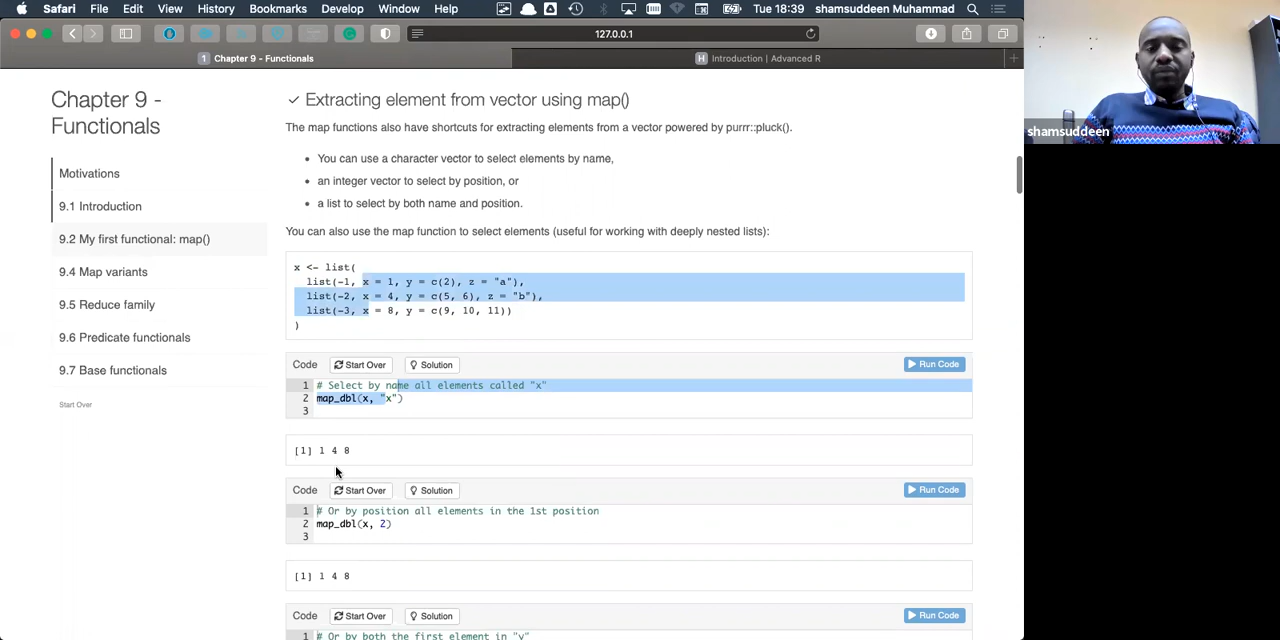 Safari File Edit View History Bookmarks Develop Window Help Tue 18:39 shamsuddeen Muhammad
127.0.0.1
1 Chapter 9 - Functionals
H Introduction | Advanced R
shamsuddeen
Chapter 9 -
Functionals
Motivations
9.1 Introduction
9.2 My first functional: map()
9.4 Map variants
9.5 Reduce family
9.6 Predicate functionals
9.7 Base functionals
Start Over
✓ Extracting element from vector using map()
The map functions also have shortcuts for extracting elements from a vector powered by purrr::pluck().
• You can use a character vector to select elements by name,
• an integer vector to select by position, or
• a list to select by both name and position.
You can also use the map function to select elements (useful for working with deeply nested lists):
x <- list(
list(-1, x = 1, y = c(2), z = "a"),
list(-2, x = 4, y = c(5, 6), z = "b"),
list(-3, x = 8, y = c(9, 10, 11))
)
Code Start Over Solution Run Code
1 # Select by name all elements called "x"
2 map_dbl(x, "x")
3
[1] 1 4 8
Code Start Over Solution Run Code
1 # Or by position all elements in the 1st position
2 map_dbl(x, 2)
3
[1] 1 4 8
Code Start Over Solution Run Code
1 # Or by both the first element in "y"